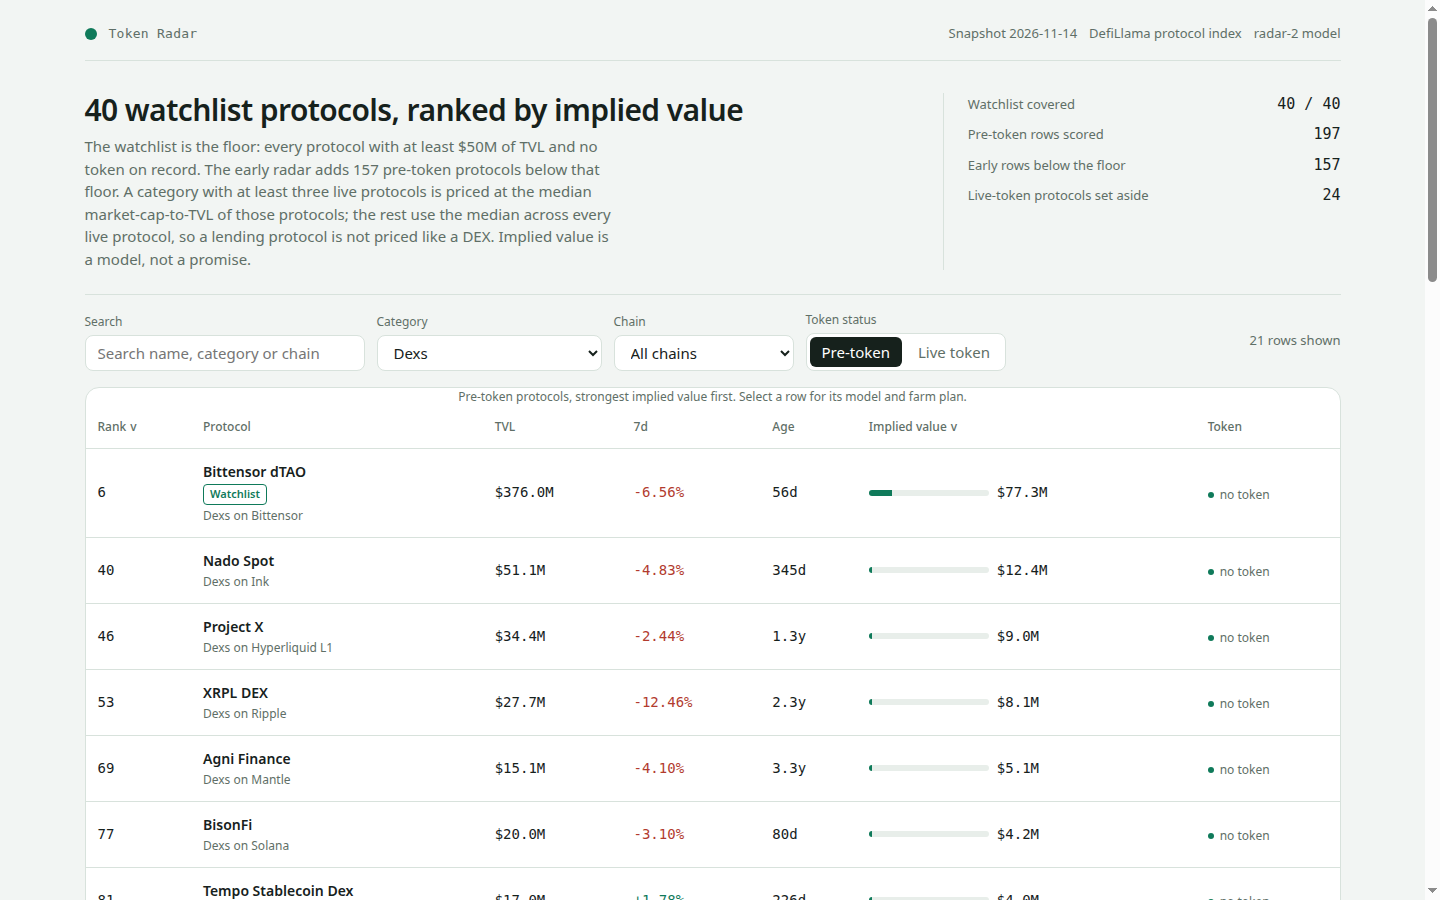 Token Radar
Snapshot 2026-11-14 DefiLlama protocol index radar-2 model
40 watchlist protocols, ranked by implied value
The watchlist is the floor: every protocol with at least $50M of TVL and no
token on record. The early radar adds 157 pre-token protocols below that
floor. A category with at least three live protocols is priced at the median
market-cap-to-TVL of those protocols; the rest use the median across every
live protocol, so a lending protocol is not priced like a DEX. Implied value is
a model, not a promise.
Watchlist covered 40 / 40
Pre-token rows scored 197
Early rows below the floor 157
Live-token protocols set aside 24
Search Category Chain Token status
Search name, category or chain Dexs All chains Pre-token Live token
21 rows shown
Pre-token protocols, strongest implied value first. Select a row for its model and farm plan.
Rank v Protocol TVL 7d Age Implied value v Token
6 Bittensor dTAO Watchlist Dexs on Bittensor $376.0M -6.56% 56d $77.3M no token
40 Nado Spot Dexs on Ink $51.1M -4.83% 345d $12.4M no token
46 Project X Dexs on Hyperliquid L1 $34.4M -2.44% 1.3y $9.0M no token
53 XRPL DEX Dexs on Ripple $27.7M -12.46% 2.3y $8.1M no token
69 Agni Finance Dexs on Mantle $15.1M -4.10% 3.3y $5.1M no token
77 BisonFi Dexs on Solana $20.0M -3.10% 80d $4.2M no token
Tempo Stablecoin Dex